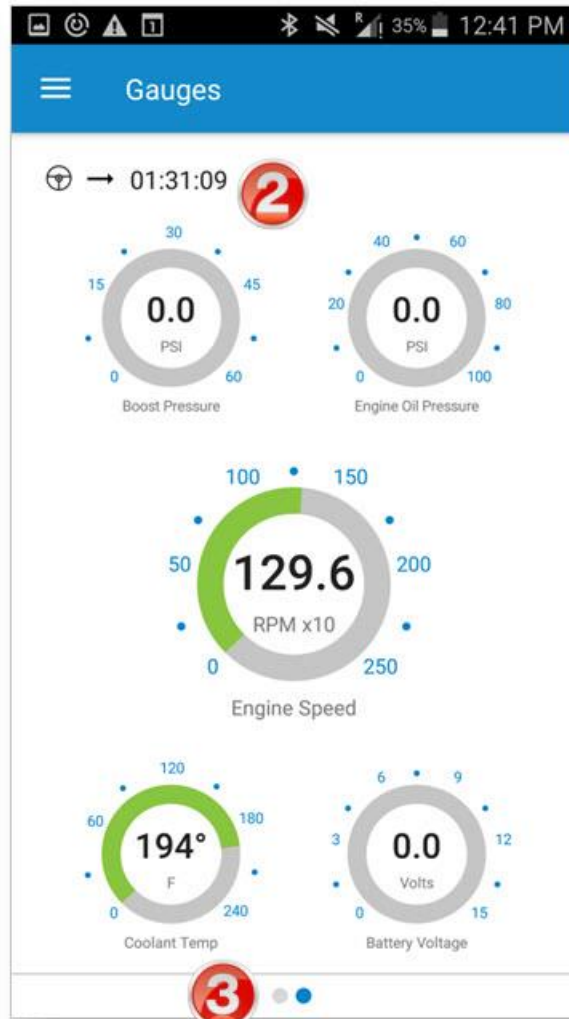 1 R 35% 12:41 PM
Gauges
→ 01:31:09 2
30
15 45
0.0
PSI
0 60
Boost Pressure
40 60
20 80
0.0
PSI
0 100
Engine Oil Pressure
100 150
50 200
129.6
RPM x10
0 250
Engine Speed
120
60 180
194°
F
0 240
Coolant Temp
6 9
3 12
0.0
Volts
0 15
Battery Voltage
3